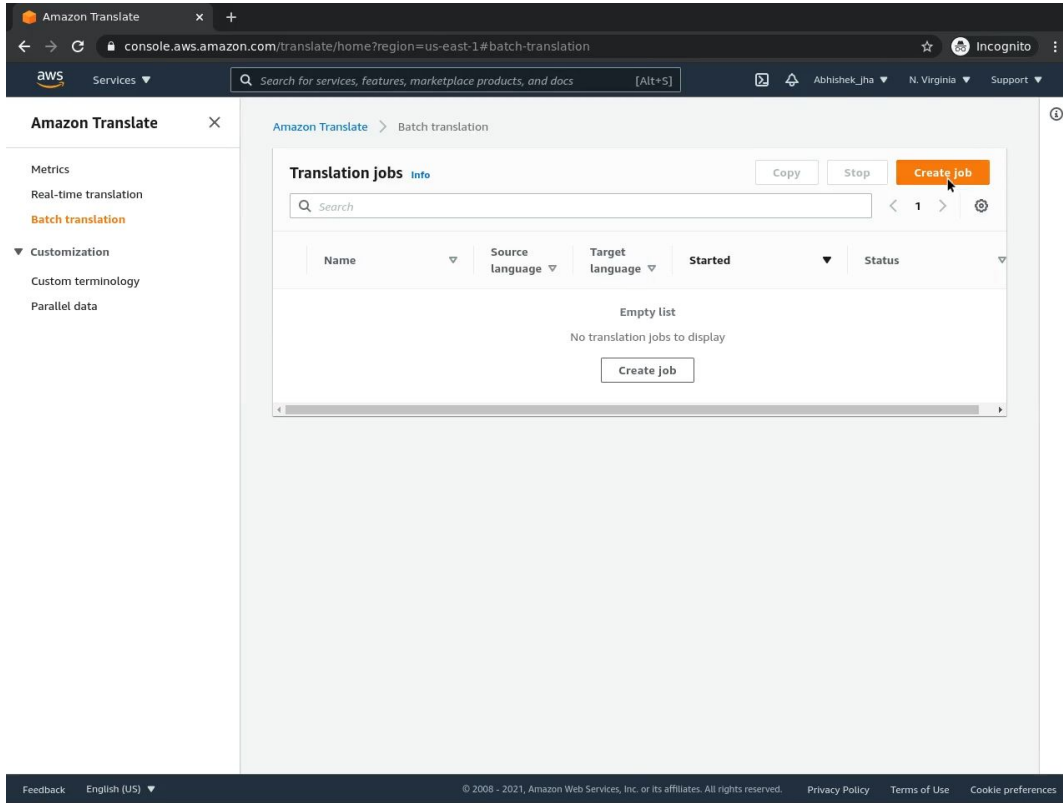 Amazon Translate
console.aws.amazon.com/translate/home?region=us-east-1#batch-translation
Incognito
aws
Services
Search for services, features, marketplace products, and docs [Alt+S]
Abhishek_jha
N. Virginia
Support
Amazon Translate
Metrics
Real-time translation
Batch translation
Customization
Custom terminology
Parallel data
Amazon Translate > Batch translation
Translation jobs Info
Copy
Stop
Create job
Search
1
Name
Source
language
Target
language
Started
Status
Empty list
No translation jobs to display
Create job
Feedback
English (US)
© 2008 - 2021, Amazon Web Services, Inc. or its affiliates. All rights reserved.
Privacy Policy
Terms of Use
Cookie preferences